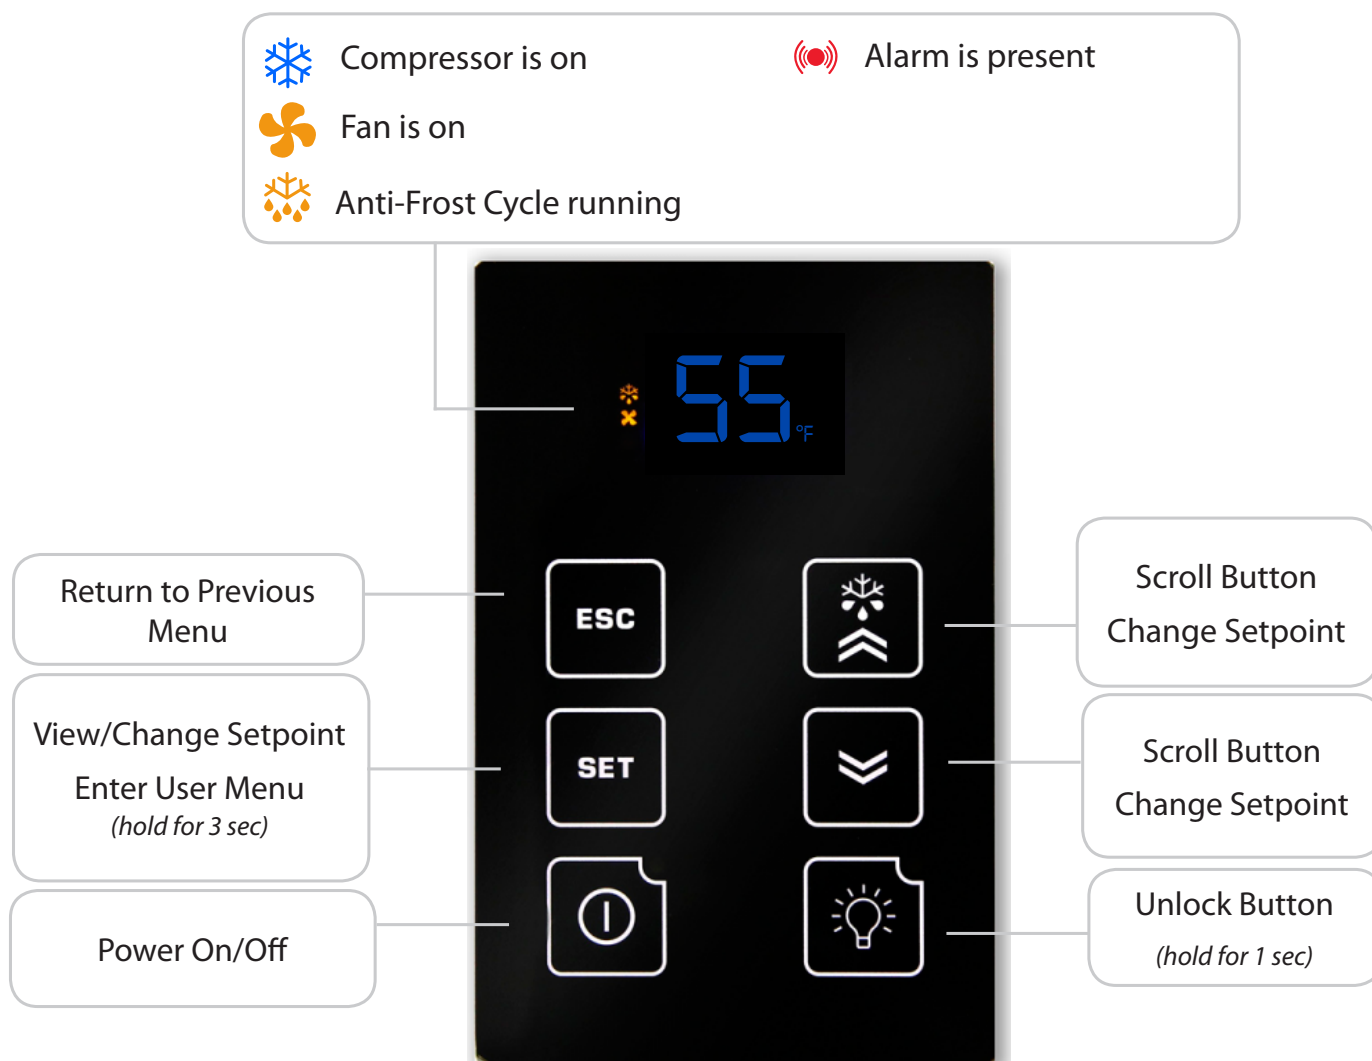 Compressor is on
Alarm is present
Fan is on
Anti-Frost Cycle running
55 °F
Return to Previous
Menu
ESC
Scroll Button
Change Setpoint
View/Change Setpoint
Enter User Menu
(hold for 3 sec)
SET
Scroll Button
Change Setpoint
Power On/Off
Unlock Button
(hold for 1 sec)